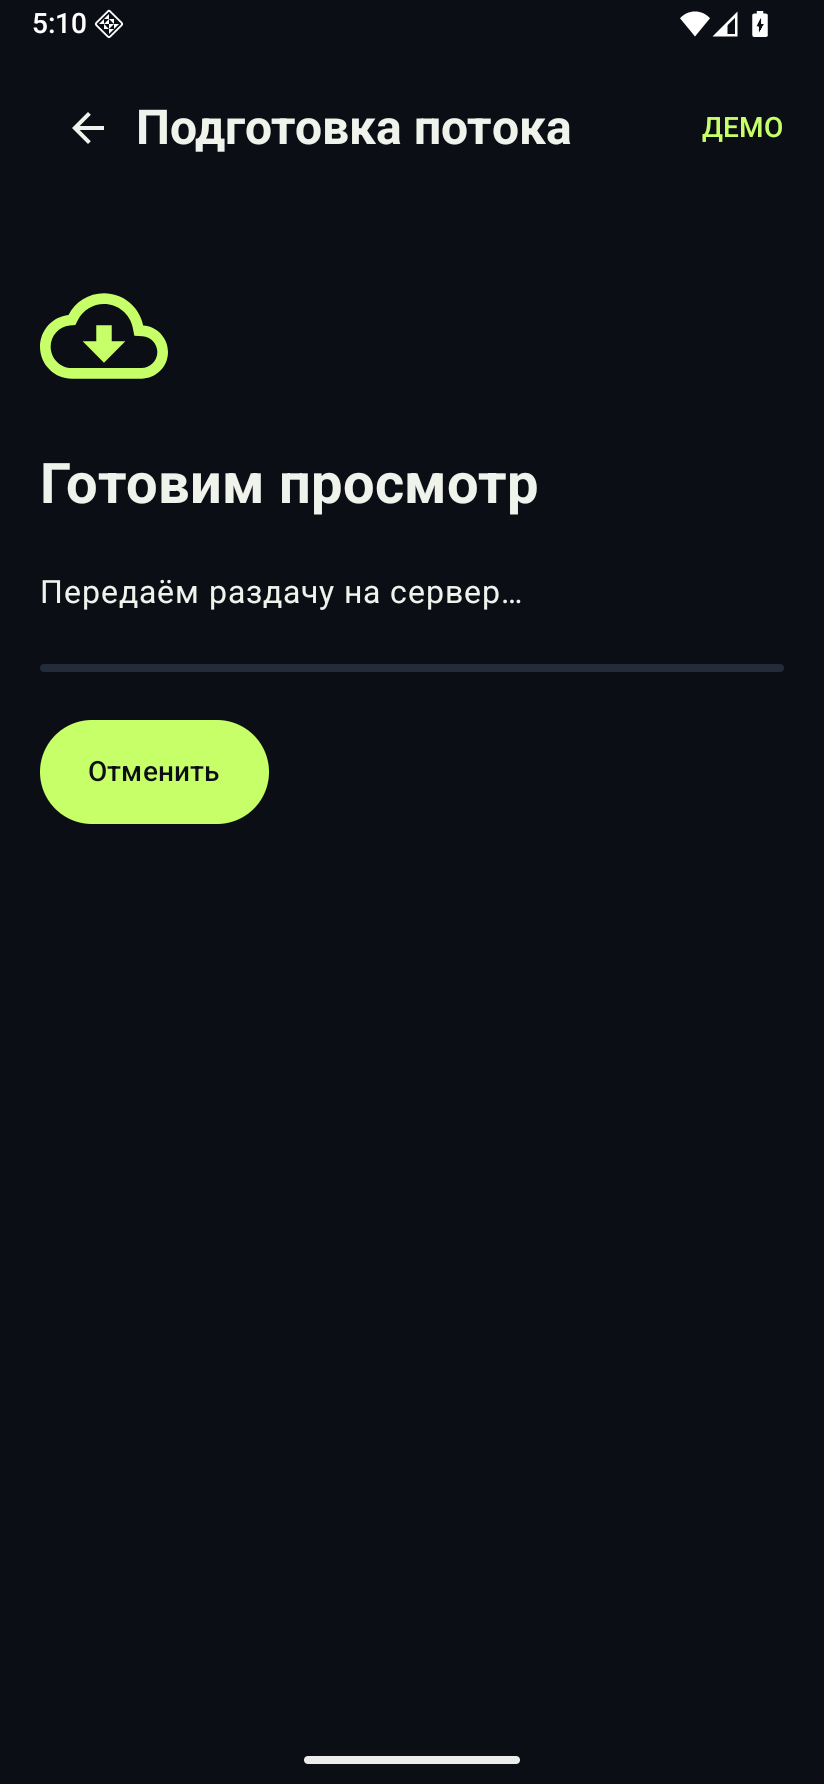 5:10
Подготовка потока
ДЕМО
Готовим просмотр
Передаём раздачу на сервер…
Отменить